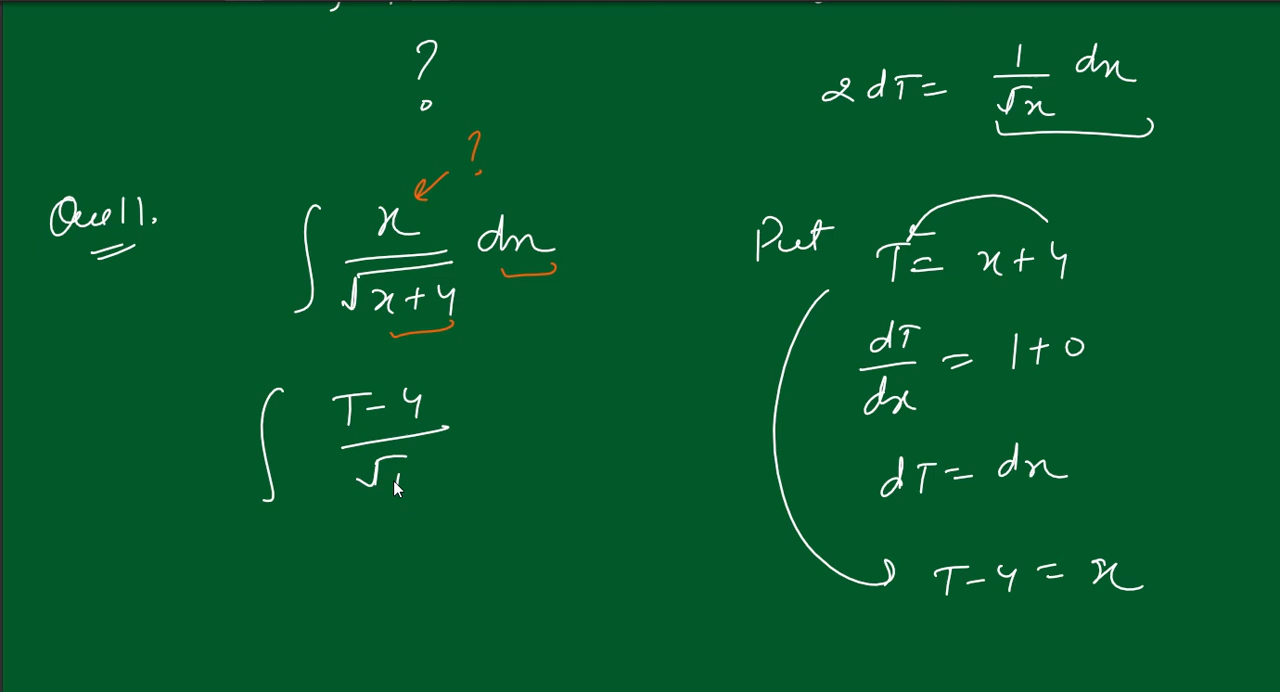 ?
2 dT = 1/√x dx
?
Que 11. ∫ x/√(x+4) dx
Put T = x+4
dT/dx = 1+0
∫ (T-4)/√
dT = dx
T-4 = x